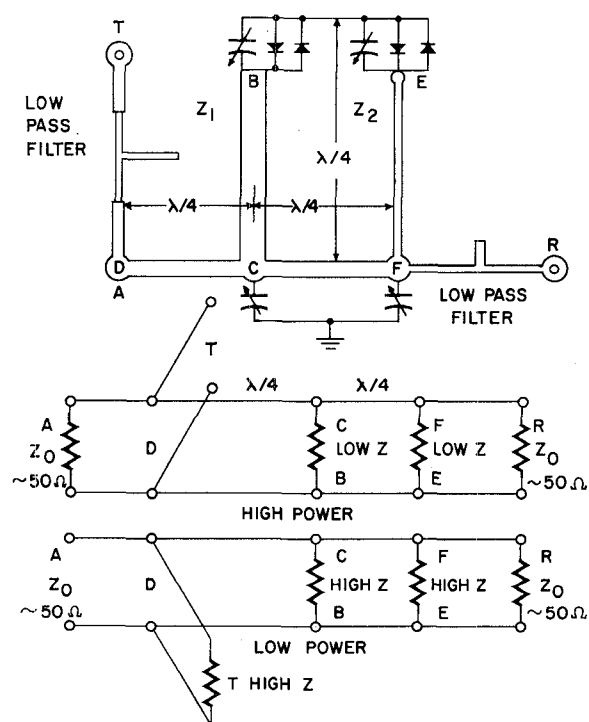 T
LOW
PASS
FILTER
Z1
B
Z2
E
λ/4
λ/4
λ/4
D
A
C
F
R
LOW PASS
FILTER
T
λ/4
λ/4
A
Z0
~50Ω
D
C
LOW Z
B
F
LOW Z
E
R
Z0
~50Ω
HIGH POWER
A
Z0
~50Ω
D
C
HIGH Z
B
F
HIGH Z
E
R
Z0
~50Ω
LOW POWER
T HIGH Z